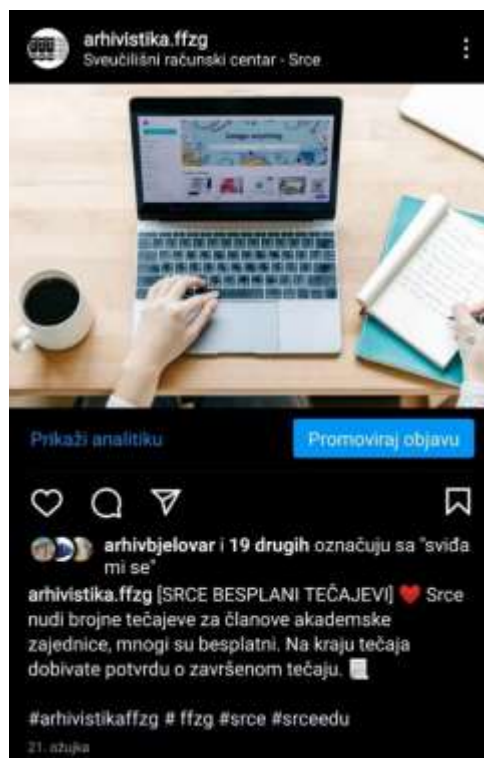 arhivistika.ffzg
Sveučilišni računski centar - Srce
Prikaži analitiku
Promoviraj objavu
arhivbjelovar i 19 drugih označuju sa "sviđa
mi se"
arhivistika.ffzg [SRCE BESPLANI TEČAJEVI] ❤️ Srce
nudi brojne tečajeve za članove akademske
zajednice, mnogi su besplatni. Na kraju tečaja
dobivate potvrdu o završenom tečaju. 📃
#arhivistikaffzg # ffzg #srce #srceedu
21. ožujka